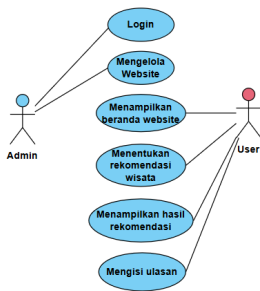 Login
Mengelola
Website
Menampilkan
beranda website
Admin
User
Menentukan
rekomendasi
wisata
Menampilkan hasil
rekomendasi
Mengisi ulasan